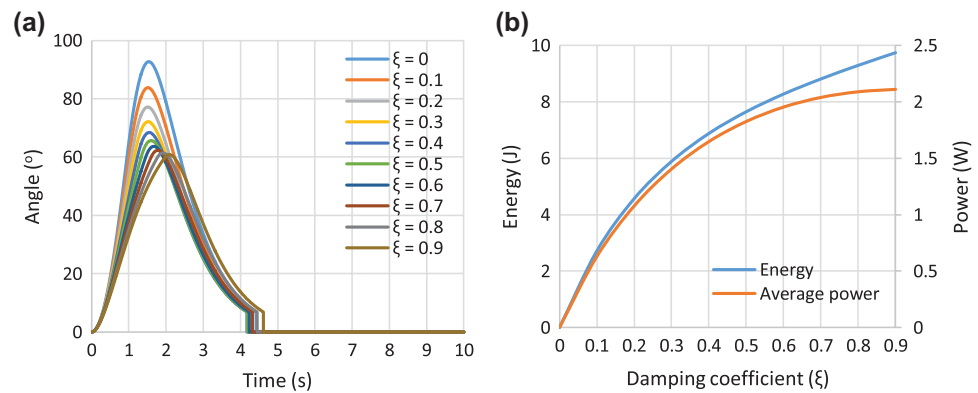 (a)
100
80
60
40
20
0
Angle (°)
0 1 2 3 4 5 6 7 8 9 10
Time (s)
ξ = 0
ξ = 0.1
ξ = 0.2
ξ = 0.3
ξ = 0.4
ξ = 0.5
ξ = 0.6
ξ = 0.7
ξ = 0.8
ξ = 0.9
(b)
10
8
6
4
2
0
Energy (J)
2.5
2
1.5
1
0.5
0
Power (W)
Energy
Average power
0 0.1 0.2 0.3 0.4 0.5 0.6 0.7 0.8 0.9
Damping coefficient (ξ)